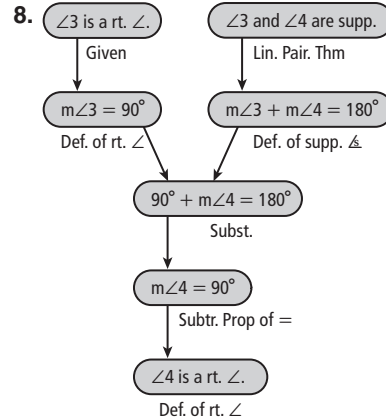 8. ∠3 is a rt. ∠. ∠3 and ∠4 are supp.
Given Lin. Pair. Thm
m∠3 = 90° m∠3 + m∠4 = 180°
Def. of rt. ∠ Def. of supp. ∠s
90° + m∠4 = 180°
Subst.
m∠4 = 90°
Subtr. Prop of =
∠4 is a rt. ∠.
Def. of rt. ∠